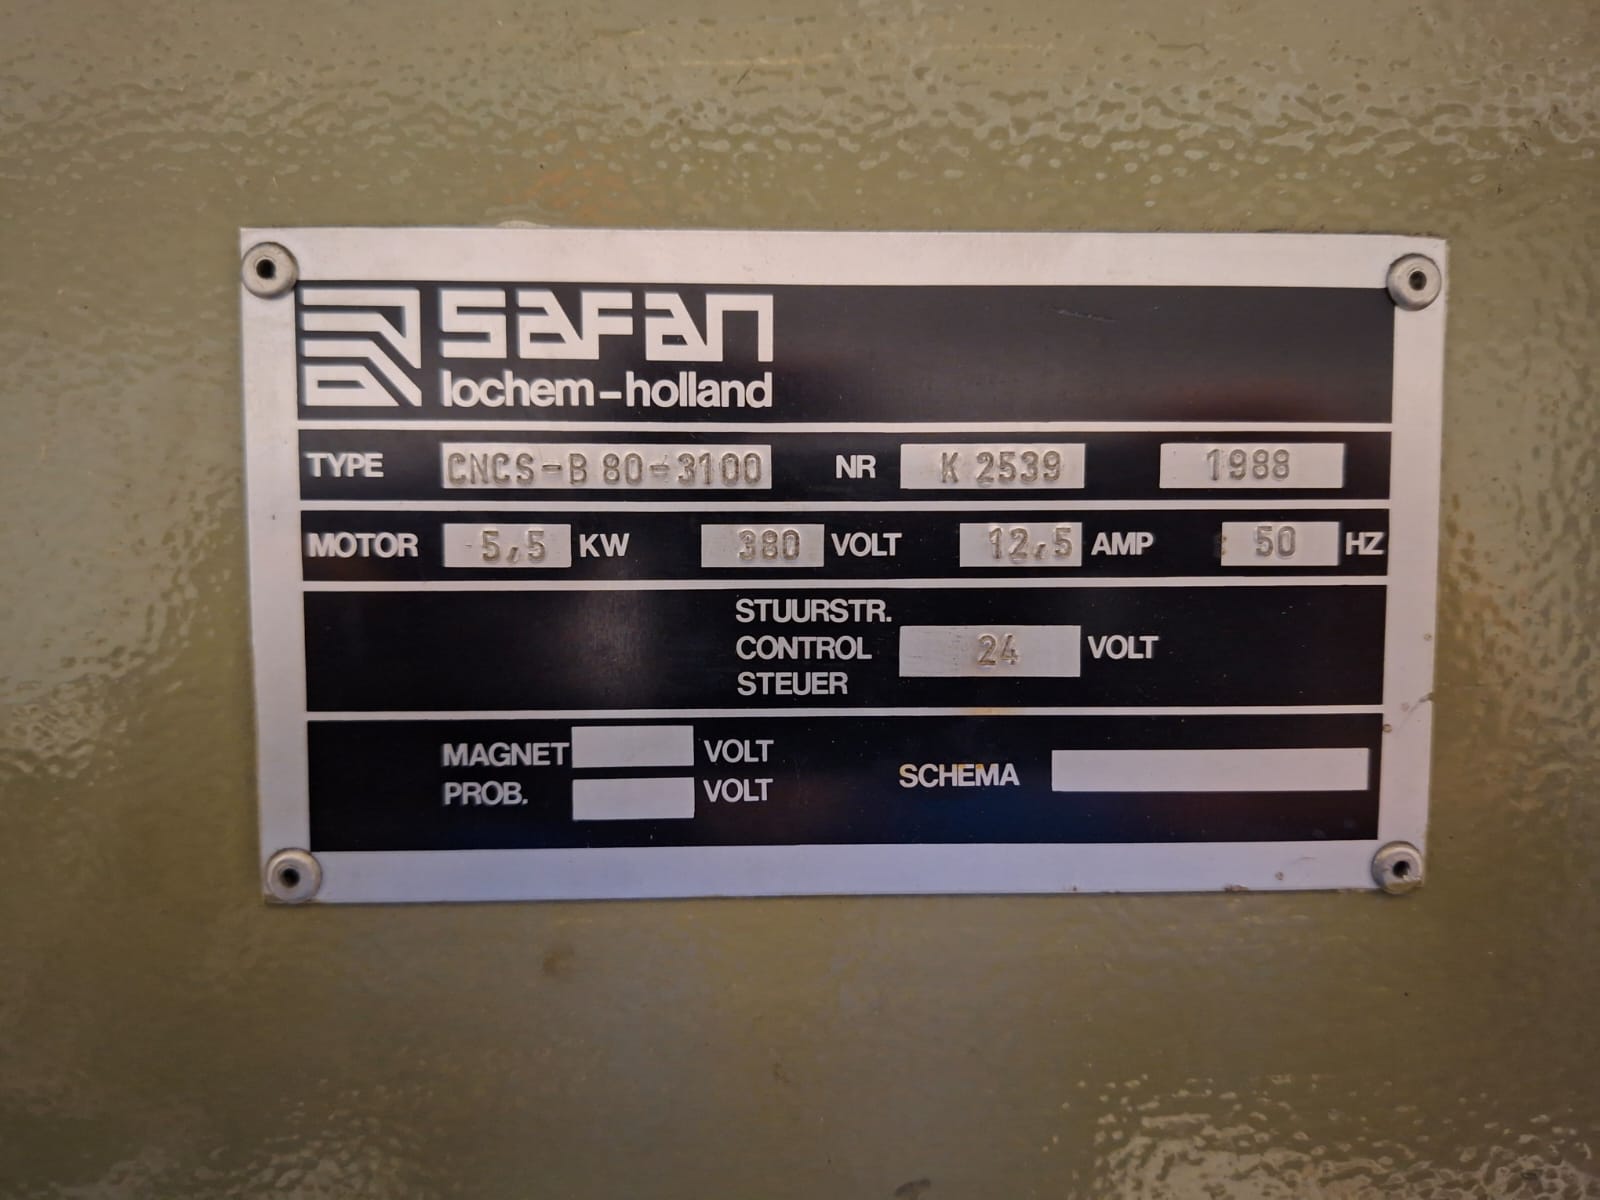 SAFAN
lochem-holland
TYPE CNCS-B 80-3100 NR K 2539 1988
MOTOR 5,5 KW 380 VOLT 12,5 AMP 50 HZ
STUURSTR.
CONTROL 24 VOLT
STEUER
MAGNET VOLT
PROB. VOLT
SCHEMA